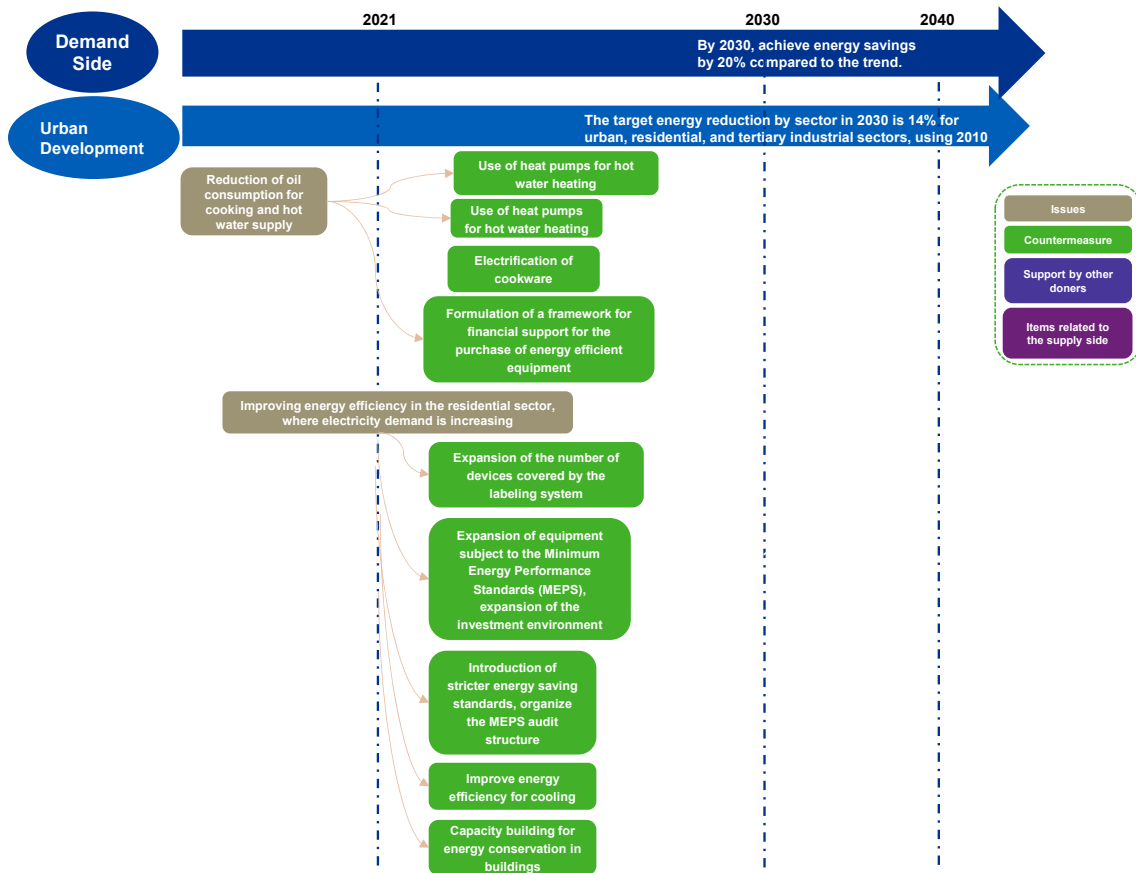 2021
2030
2040
Demand
Side
By 2030, achieve energy savings
by 20% compared to the trend.
Urban
Development
The target energy reduction by sector in 2030 is 14% for
urban, residential, and tertiary industrial sectors, using 2010
Reduction of oil
consumption for
cooking and hot
water supply
Use of heat pumps for hot
water heating
Use of heat pumps
for hot water heating
Electrification of
cookware
Formulation of a framework for
financial support for the
purchase of energy efficient
equipment
Issues
Countermeasure
Support by other
doners
Items related to
the supply side
Improving energy efficiency in the residential sector,
where electricity demand is increasing
Expansion of the number of
devices covered by the
labeling system
Expansion of equipment
subject to the Minimum
Energy Performance
Standards (MEPS),
expansion of the
investment environment
Introduction of
stricter energy saving
standards, organize
the MEPS audit
structure
Improve energy
efficiency for cooling
Capacity building for
energy conservation in
buildings